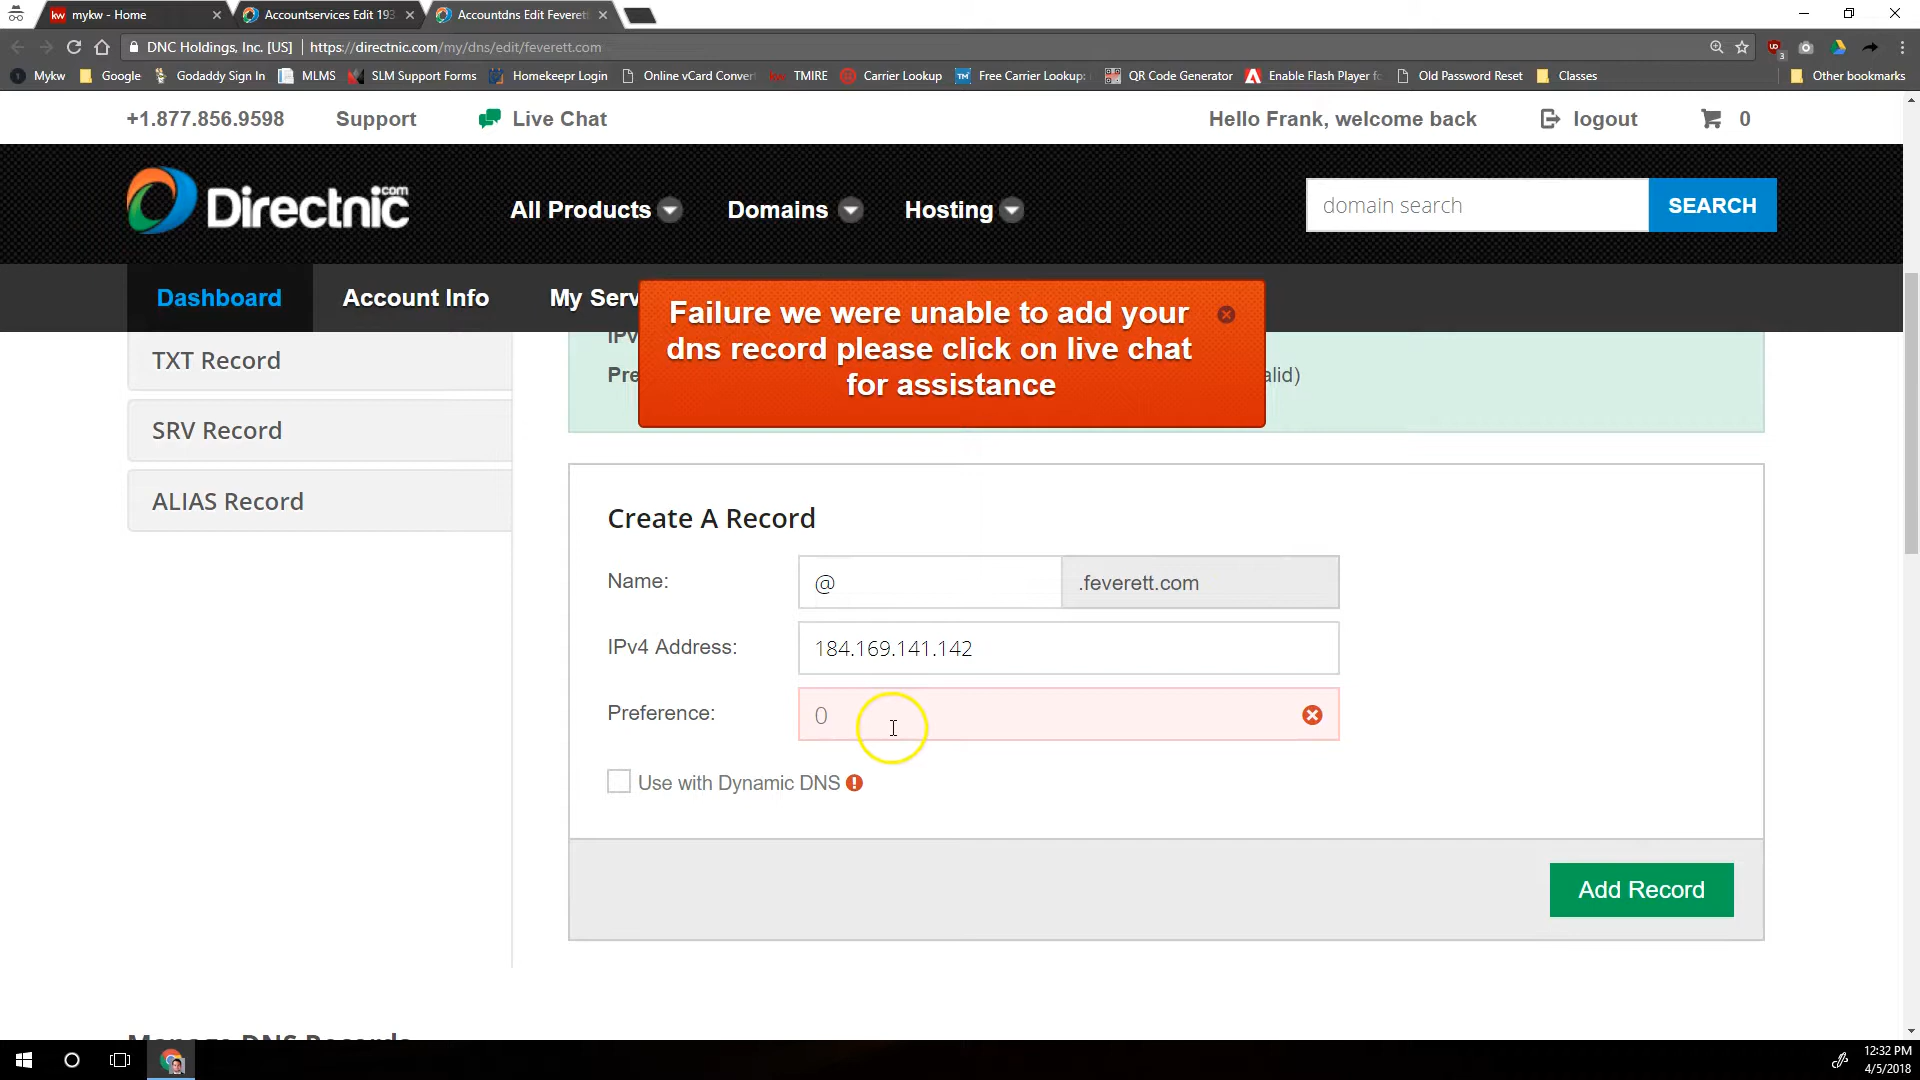 mykw - Home
Accountservices Edit 193
Accountdns Edit Feverett
DNC Holdings, Inc. [US]
https://directnic.com/my/dns/edit/feverett.com
3
Mykw
Google
Godaddy Sign In
MLMS
SLM Support Forms
Homekeepr Login
Online vCard Convert
kw
TMIRE
Carrier Lookup
TM
Free Carrier Lookup:
QR Code Generator
Enable Flash Player fo
Old Password Reset
Classes
Other bookmarks
+1.877.856.9598
Support
Live Chat
Hello Frank, welcome back
logout
0
Directnic.com
All Products
Domains
Hosting
domain search
SEARCH
Dashboard
Account Info
My Serv
Failure we were unable to add your
dns record please click on live chat
for assistance
IPv
TXT Record
Pre
alid)
SRV Record
ALIAS Record
Create A Record
Name:
@
.feverett.com
IPv4 Address:
184.169.141.142
Preference:
0
Use with Dynamic DNS
Add Record
Manage DNS Records
12:32 PM
4/5/2018